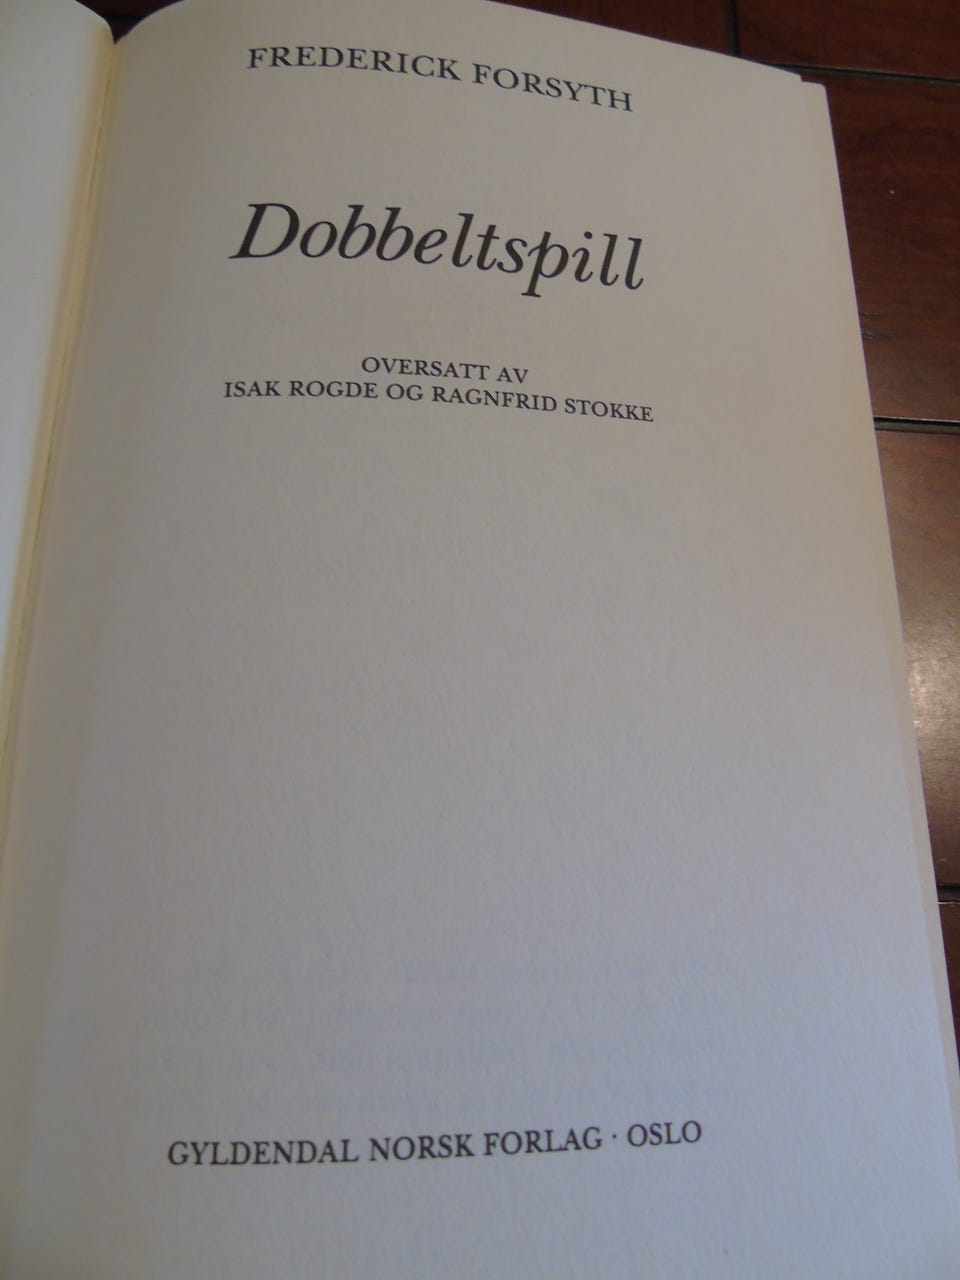 FREDERICK FORSYTH
Dobbeltspill
OVERSATT AV
ISAK ROGDE OG RAGNFRID STOKKE
GYLDENDAL NORSK FORLAG · OSLO